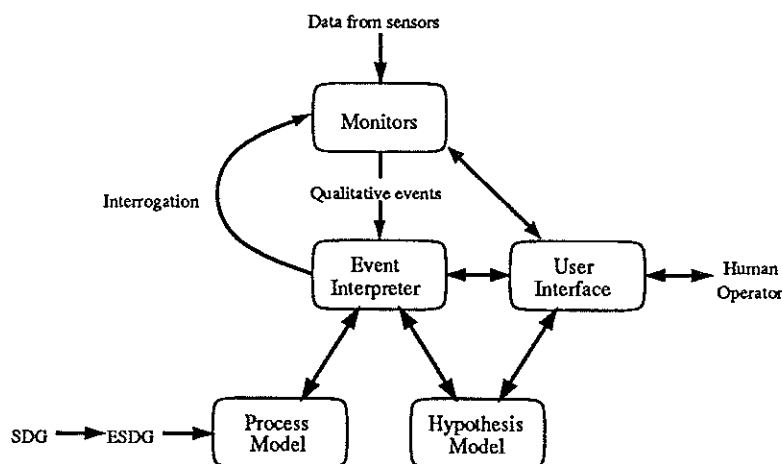 Data from sensors
Monitors
Interrogation
Qualitative events
Event
Interpreter
User
Interface
Human
Operator
SDG
ESDG
Process
Model
Hypothesis
Model